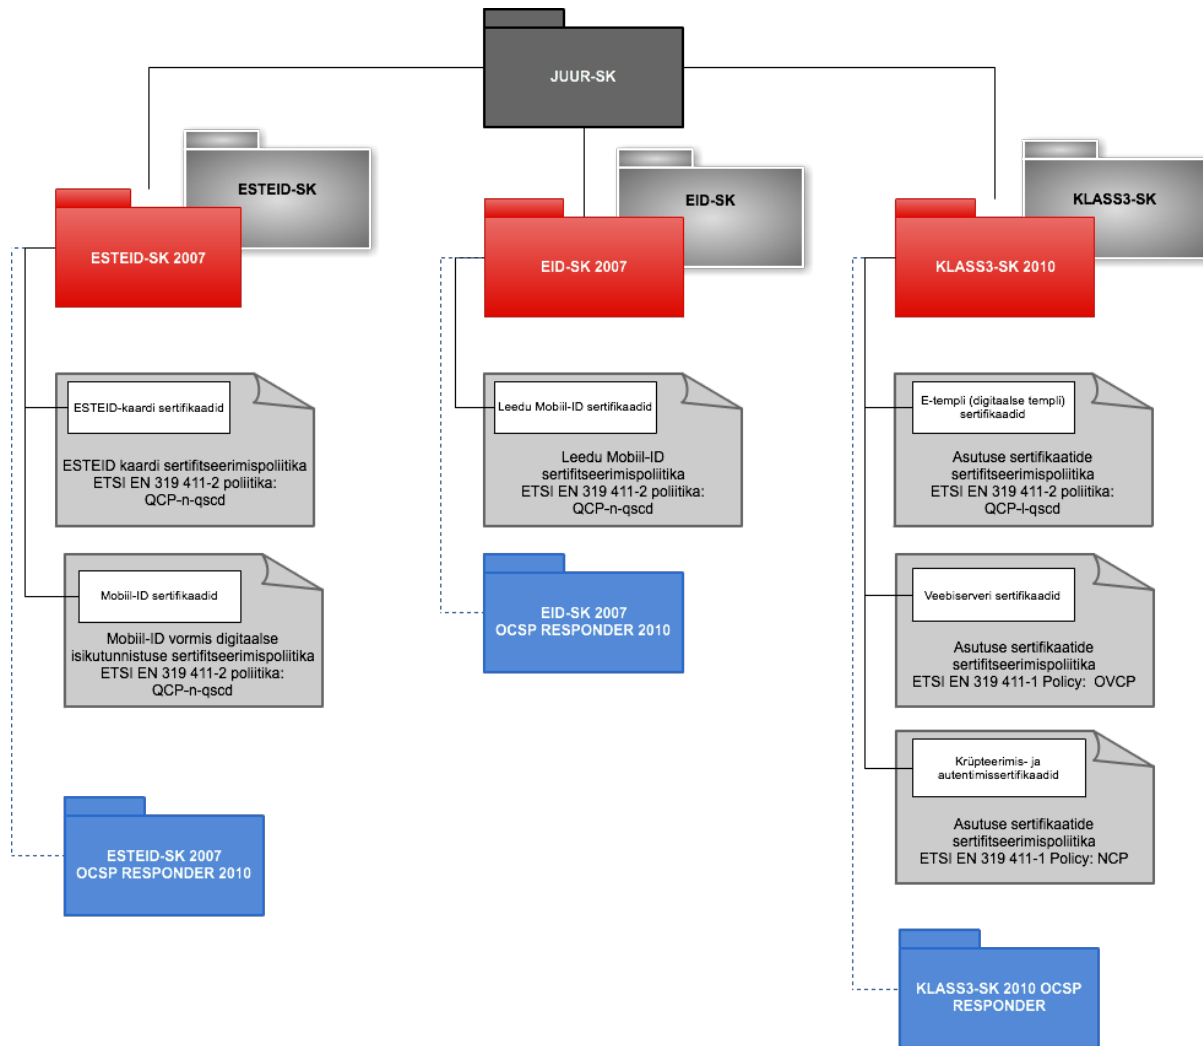 JUUR-SK
ESTEID-SK
ESTEID-SK 2007
ESTEID-kaardi sertifikaadid
ESTEID kaardi sertifitseerimispoliitika
ETSI EN 319 411-2 poliitika:
QCP-n-qscd
Mobiil-ID sertifikaadid
Mobiil-ID vormis digitaalse
isikutunnistuse sertifitseerimispoliitika
ETSI EN 319 411-2 poliitika:
QCP-n-qscd
ESTEID-SK 2007
OCSP RESPONDER 2010
EID-SK
EID-SK 2007
Leedu Mobiil-ID sertifikaadid
Leedu Mobiil-ID
sertifitseerimispoliitika
ETSI EN 319 411-2 poliitika:
QCP-n-qscd
EID-SK 2007
OCSP RESPONDER 2010
KLASS3-SK
KLASS3-SK 2010
E-templi (digitaalse templi)
sertifikaadid
Asutuse sertifikaatide
sertifitseerimispoliitika
ETSI EN 319 411-2 poliitika:
QCP-l-qscd
Veebiserveri sertifikaadid
Asutuse sertifikaatide
sertifitseerimispoliitika
ETSI EN 319 411-1 Policy:  OVCP
Krüpteerimis- ja
autentimissertifikaadid
Asutuse sertifikaatide
sertifitseerimispoliitika
ETSI EN 319 411-1 Policy: NCP
KLASS3-SK 2010 OCSP
RESPONDER